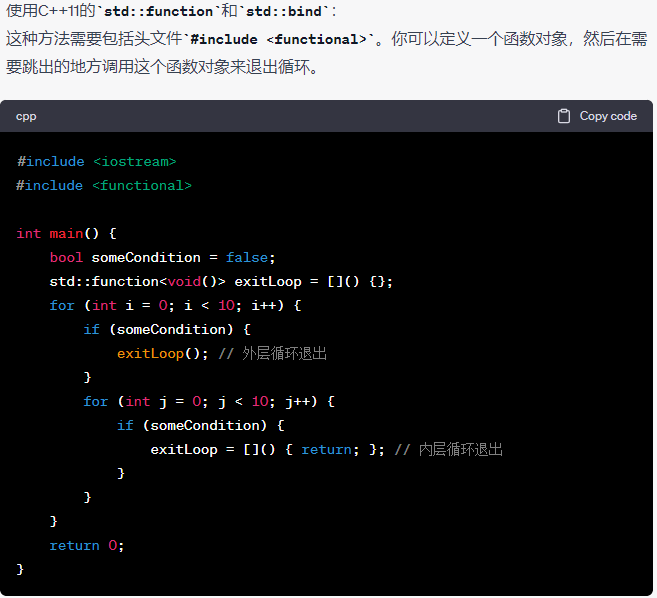 使用C++11的`std::function`和`std::bind`：
这种方法需要包括头文件`#include <functional>`。你可以定义一个函数对象，然后在需
要跳出的地方调用这个函数对象来退出循环。
cpp Copy code
#include <iostream>
#include <functional>
int main() {
    bool someCondition = false;
    std::function<void()> exitLoop = []() {};
    for (int i = 0; i < 10; i++) {
        if (someCondition) {
            exitLoop(); // 外层循环退出
        }
        for (int j = 0; j < 10; j++) {
            if (someCondition) {
                exitLoop = []() { return; }; // 内层循环退出
            }
        }
    }
    return 0;
}